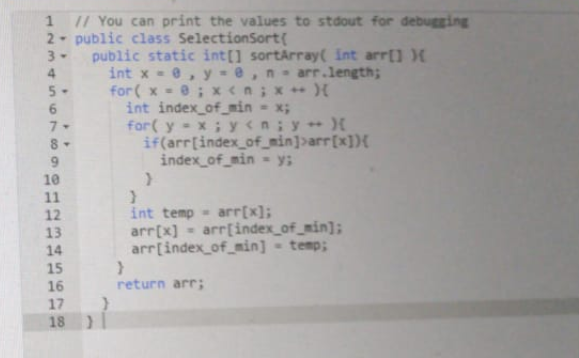 1 // You can print the values to stdout for debugging
2 public class SelectionSort{
3 public static int[] sortArray( int arr[] ){
4 int x = 0 , y = 0 , n = arr.length;
5 for( x = 0 ; x < n ; x ++ ){
6 int index_of_min = x;
7 for( y = x ; y < n ; y ++ ){
8 if(arr[index_of_min]>arr[x]){
9 index_of_min = y;
10 }
11 }
12 int temp = arr[x];
13 arr[x] = arr[index_of_min];
14 arr[index_of_min] = temp;
15 }
16 return arr;
17 }
18 }